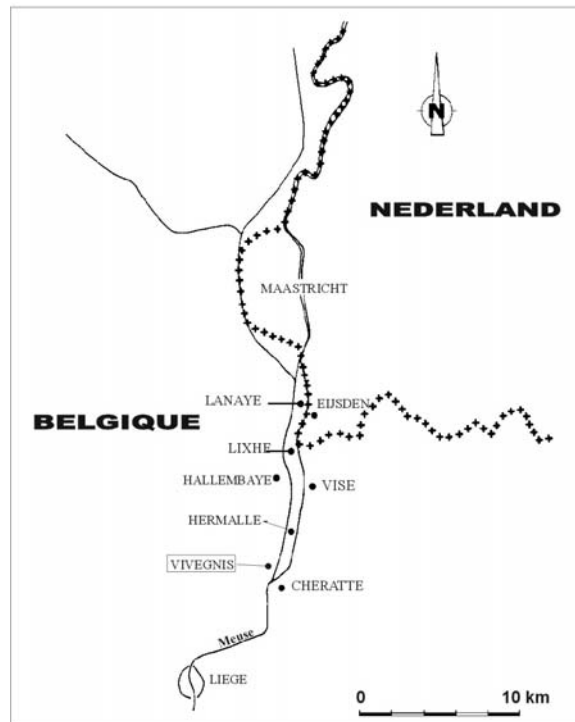 N
NEDERLAND
MAASTRICHT
LANAYE
EIJSDEN
BELGIQUE
LIXHE
HALLEMBAYE
VISE
HERMALLE
VIVEGNIS
CHERATTE
Meuse
LIEGE
0 10 km